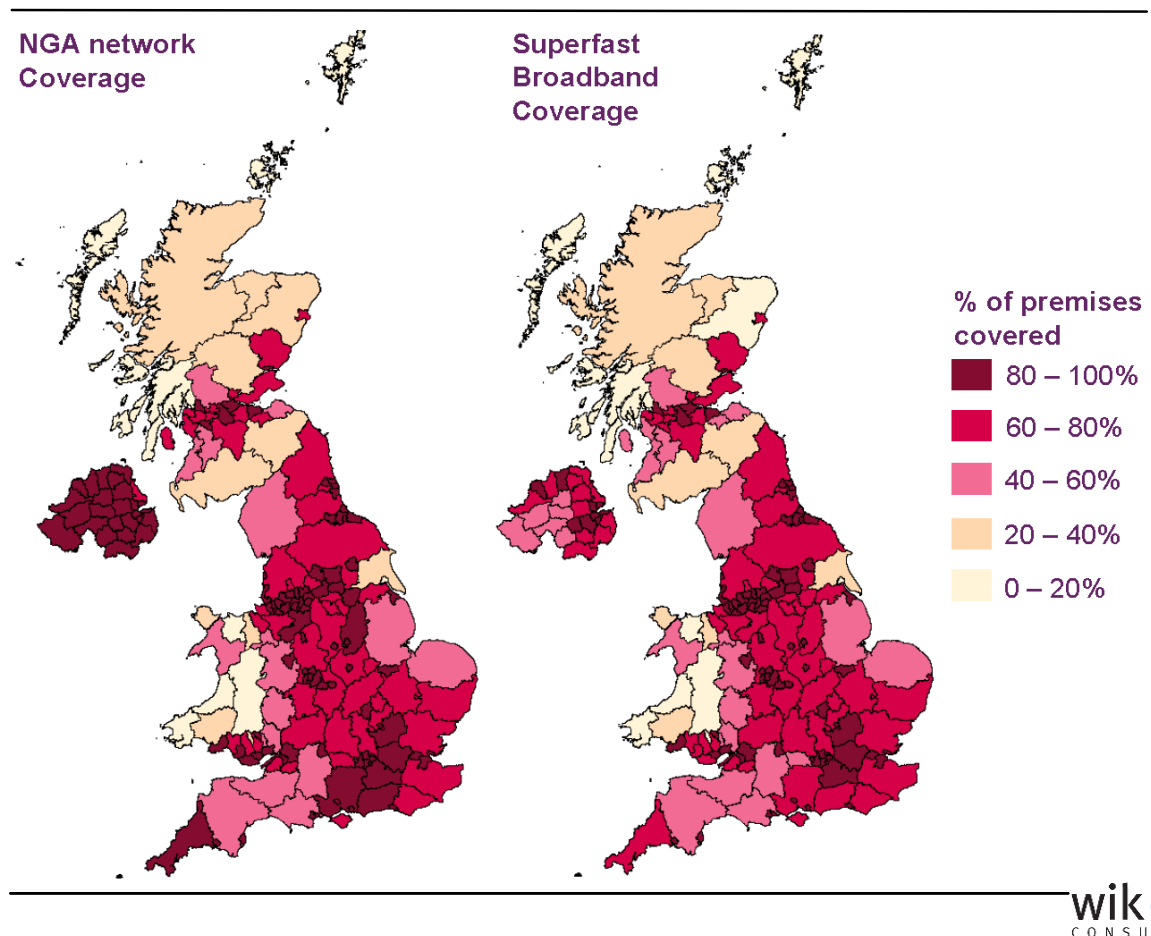 NGA network
Coverage
Superfast
Broadband
Coverage
% of premises
covered
80 – 100%
60 – 80%
40 – 60%
20 – 40%
0 – 20%
wik
CONSU